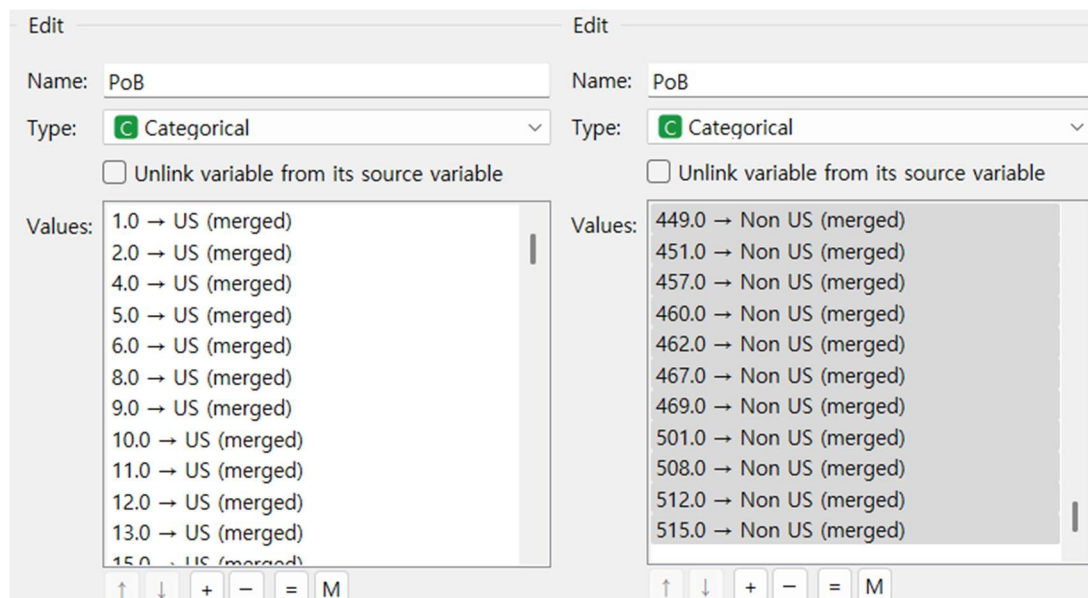 Edit
Name: PoB
Type: C Categorical
Unlink variable from its source variable
Values:
1.0 → US (merged)
2.0 → US (merged)
4.0 → US (merged)
5.0 → US (merged)
6.0 → US (merged)
8.0 → US (merged)
9.0 → US (merged)
10.0 → US (merged)
11.0 → US (merged)
12.0 → US (merged)
13.0 → US (merged)
15.0 → US (merged)
↑ ↓ + − = M
Edit
Name: PoB
Type: C Categorical
Unlink variable from its source variable
Values:
449.0 → Non US (merged)
451.0 → Non US (merged)
457.0 → Non US (merged)
460.0 → Non US (merged)
462.0 → Non US (merged)
467.0 → Non US (merged)
469.0 → Non US (merged)
501.0 → Non US (merged)
508.0 → Non US (merged)
512.0 → Non US (merged)
515.0 → Non US (merged)
↑ ↓ + − = M